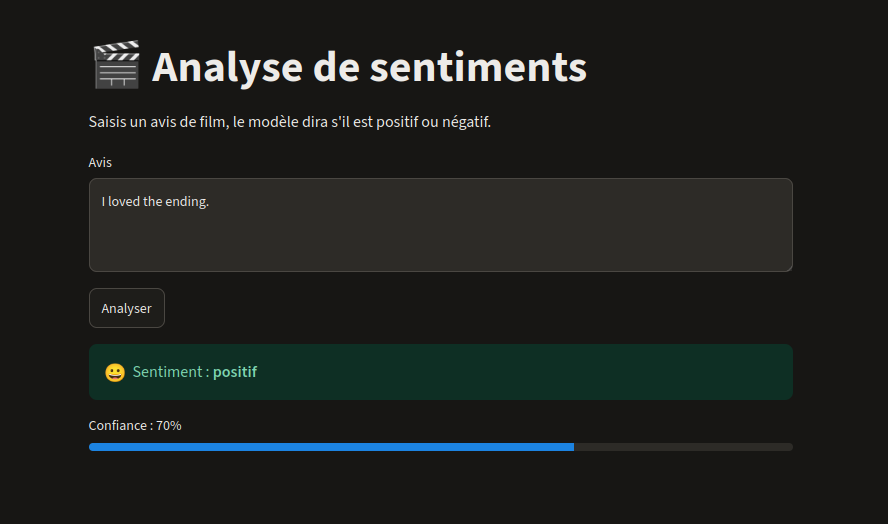 🎬 Analyse de sentiments
Saisis un avis de film, le modèle dira s'il est positif ou négatif.
Avis
I loved the ending.
Analyser
😀 Sentiment : positif
Confiance : 70%